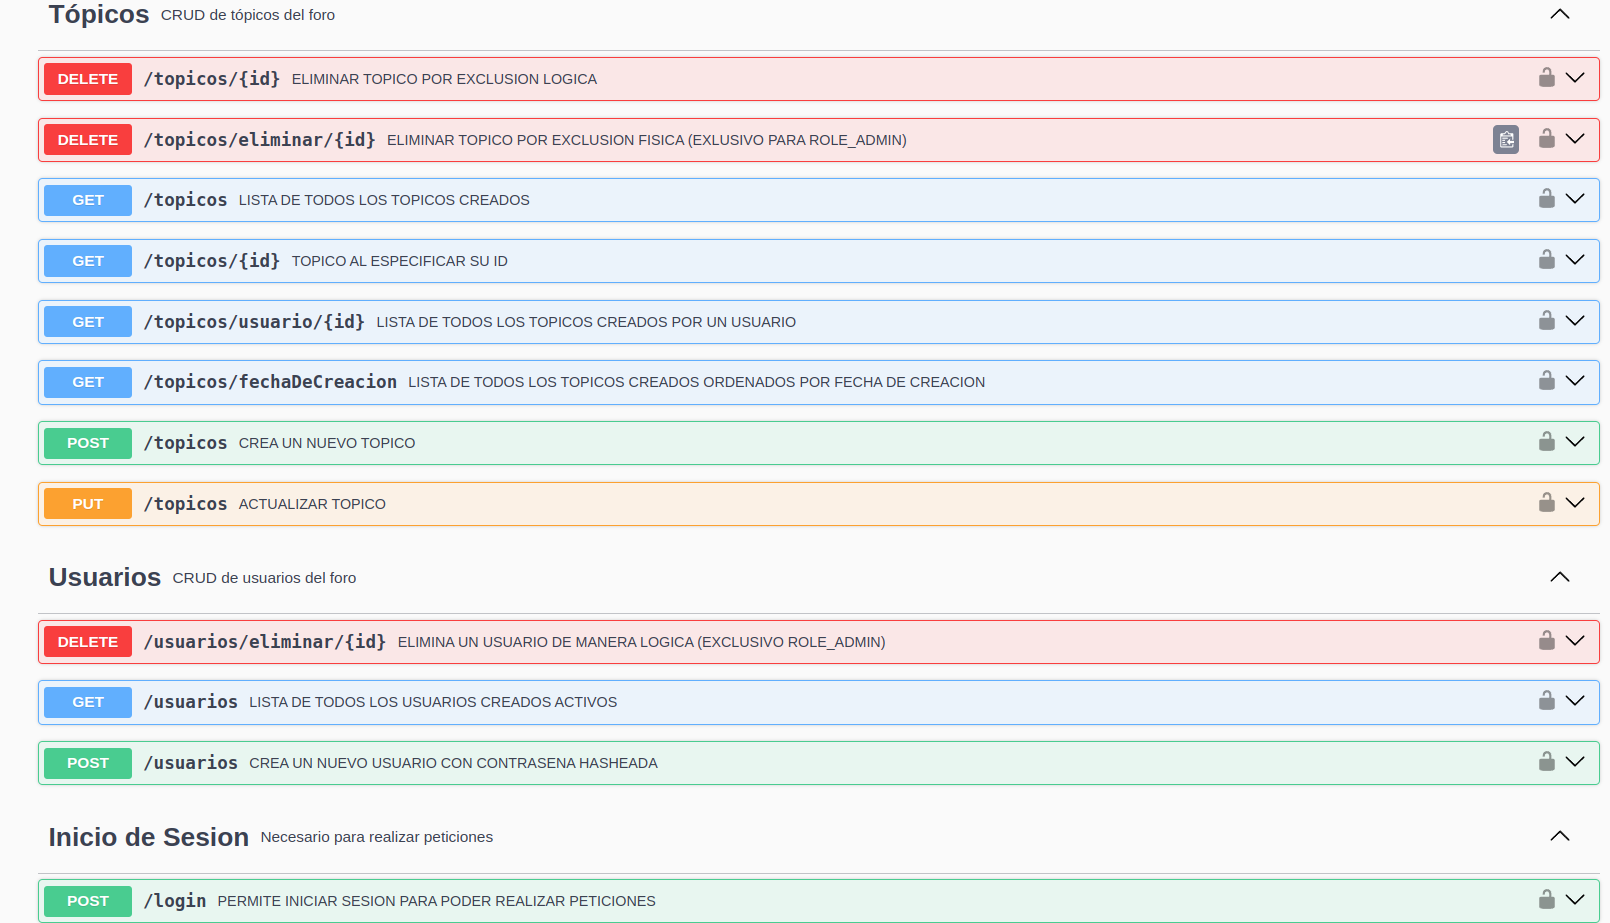 Tópicos CRUD de tópicos del foro
DELETE /topicos/{id} ELIMINAR TOPICO POR EXCLUSION LOGICA
DELETE /topicos/eliminar/{id} ELIMINAR TOPICO POR EXCLUSION FISICA (EXLUSIVO PARA ROLE_ADMIN)
GET /topicos LISTA DE TODOS LOS TOPICOS CREADOS
GET /topicos/{id} TOPICO AL ESPECIFICAR SU ID
GET /topicos/usuario/{id} LISTA DE TODOS LOS TOPICOS CREADOS POR UN USUARIO
GET /topicos/fechaDeCreacion LISTA DE TODOS LOS TOPICOS CREADOS ORDENADOS POR FECHA DE CREACION
POST /topicos CREA UN NUEVO TOPICO
PUT /topicos ACTUALIZAR TOPICO
Usuarios CRUD de usuarios del foro
DELETE /usuarios/eliminar/{id} ELIMINA UN USUARIO DE MANERA LOGICA (EXCLUSIVO ROLE_ADMIN)
GET /usuarios LISTA DE TODOS LOS USUARIOS CREADOS ACTIVOS
POST /usuarios CREA UN NUEVO USUARIO CON CONTRASENA HASHEADA
Inicio de Sesion Necesario para realizar peticiones
POST /login PERMITE INICIAR SESION PARA PODER REALIZAR PETICIONES